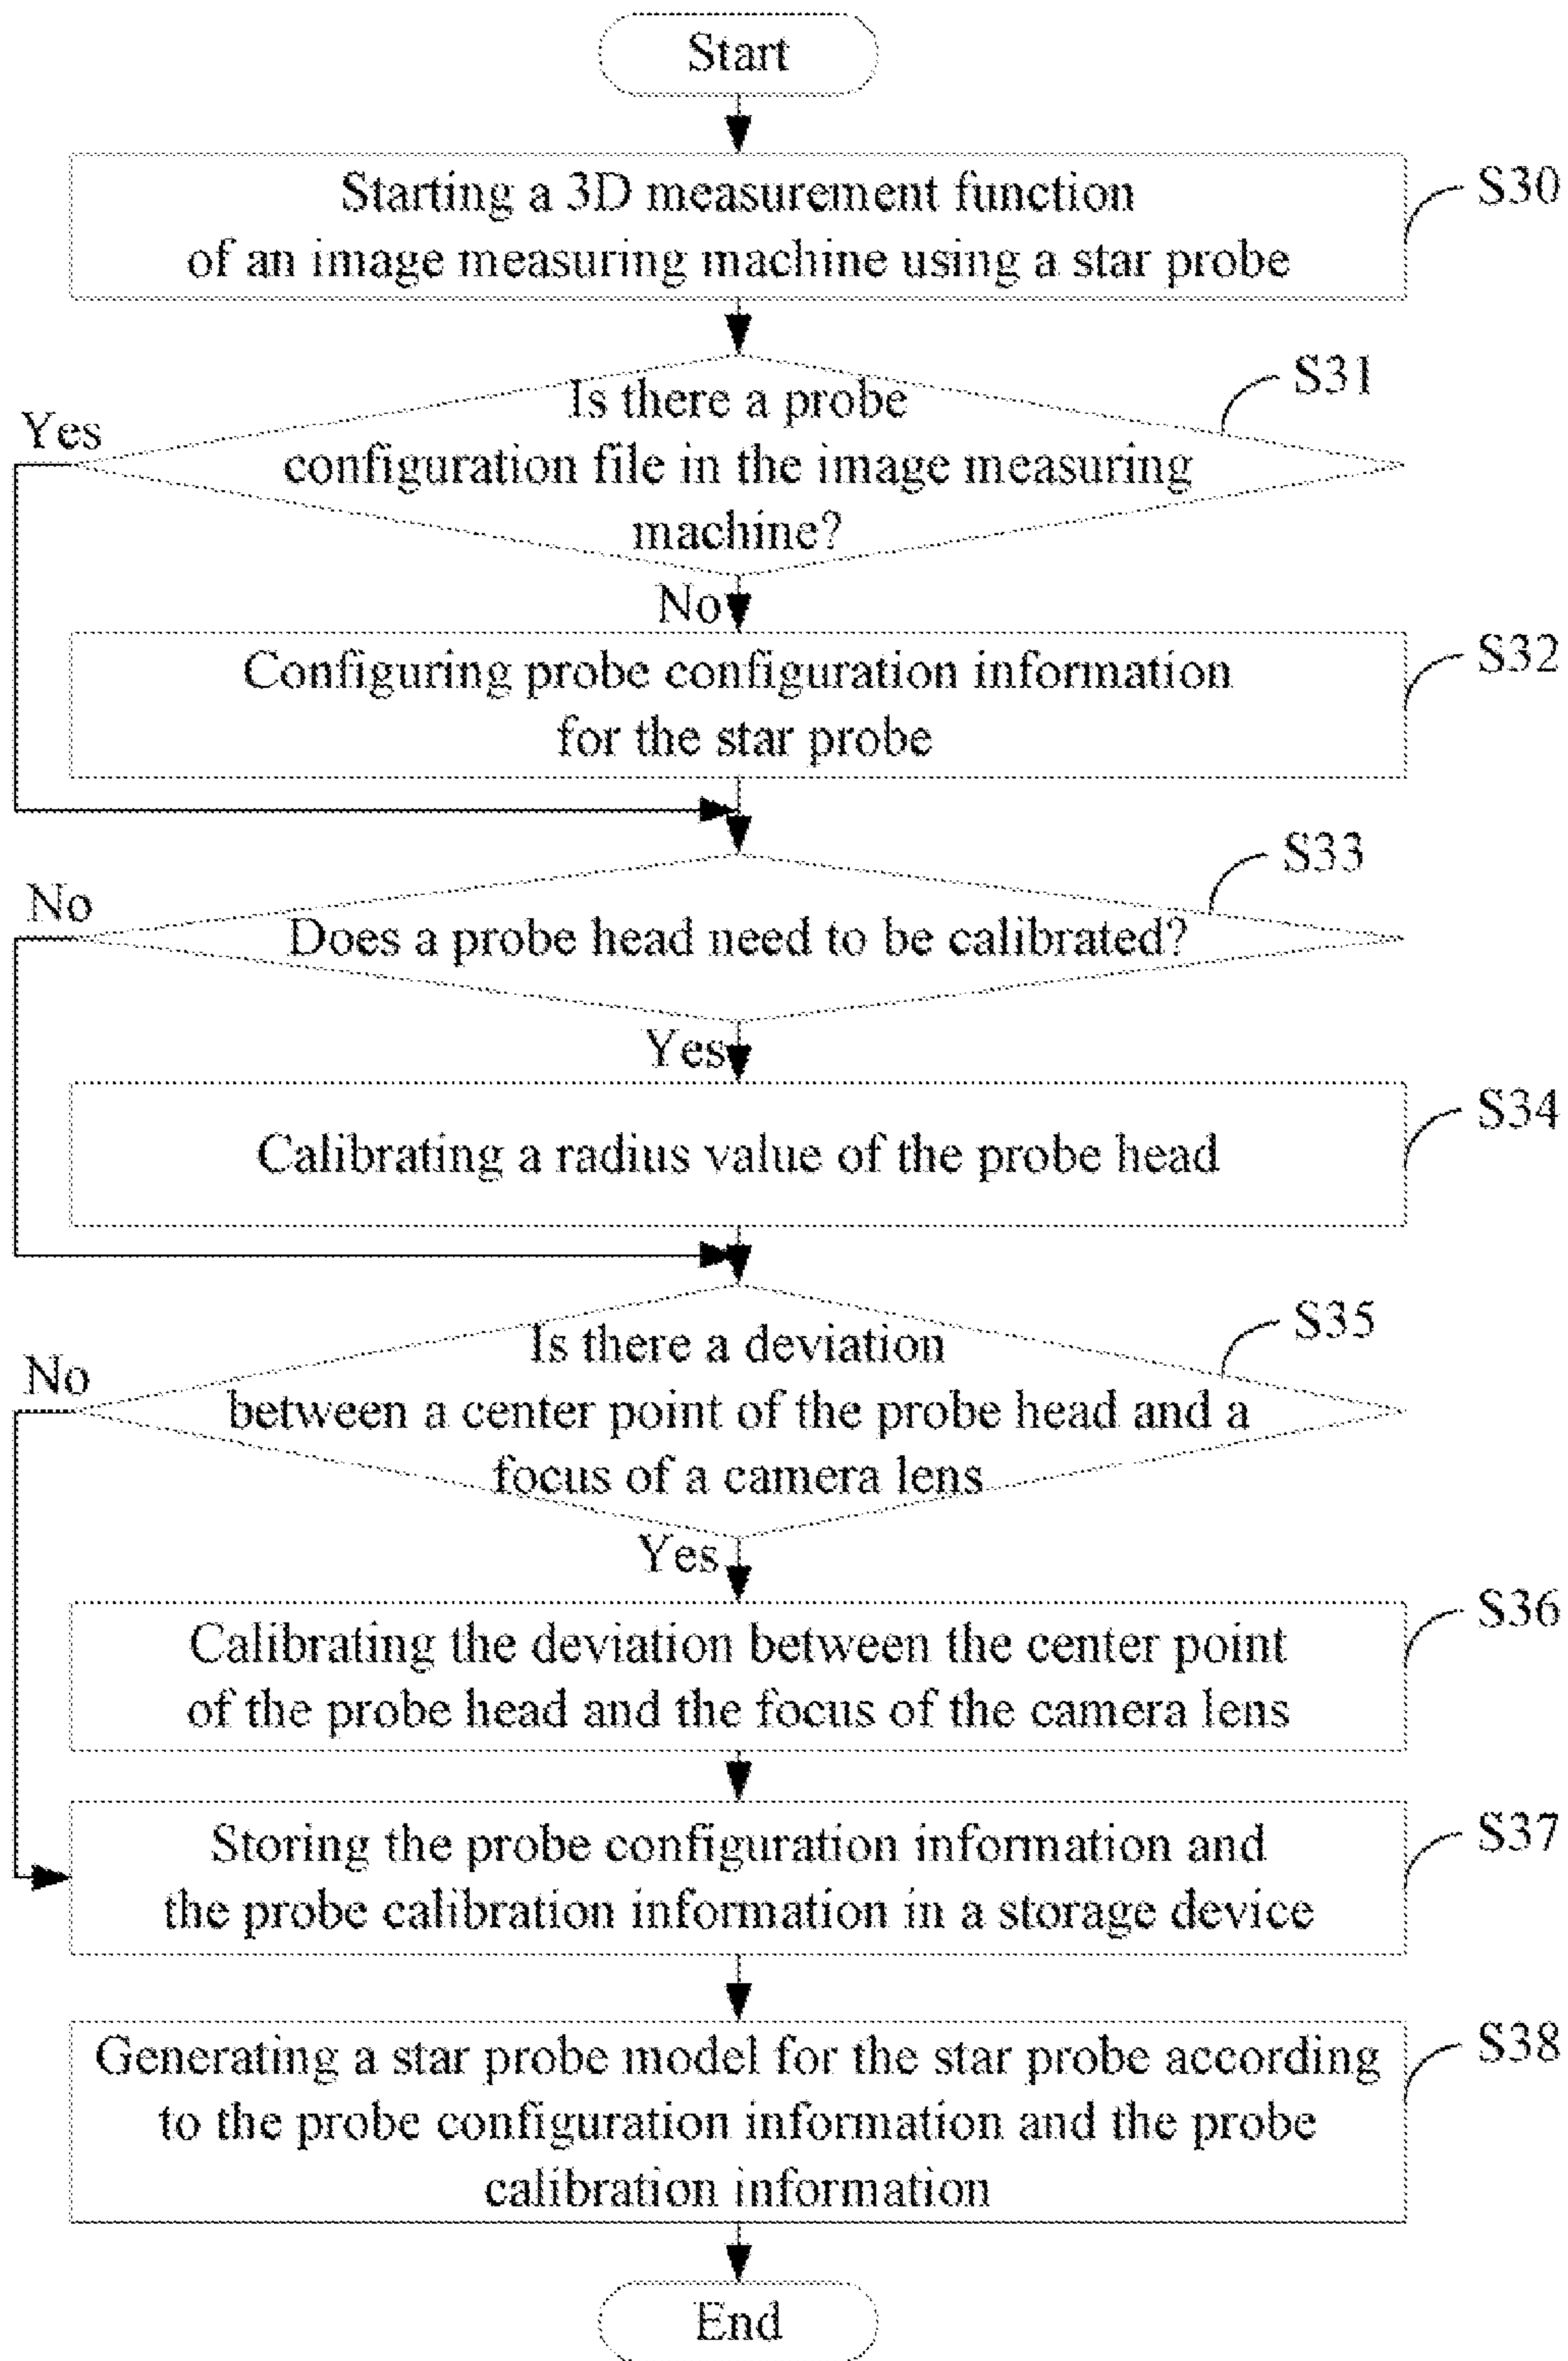 Start
Starting a 3D measurement function
of an image measuring machine using a star probe
S30
Is there a probe
configuration file in the image measuring
machine?
S31
Yes
No
Configuring probe configuration information
for the star probe
S32
Does a probe head need to be calibrated?
S33
No
Yes
Calibrating a radius value of the probe head
S34
Is there a deviation
between a center point of the probe head and a
focus of a camera lens
S35
No
Yes
Calibrating the deviation between the center point
of the probe head and the focus of the camera lens
S36
Storing the probe configuration information and
the probe calibration information in a storage device
S37
Generating a star probe model for the star probe according
to the probe configuration information and the probe
calibration information
S38
End